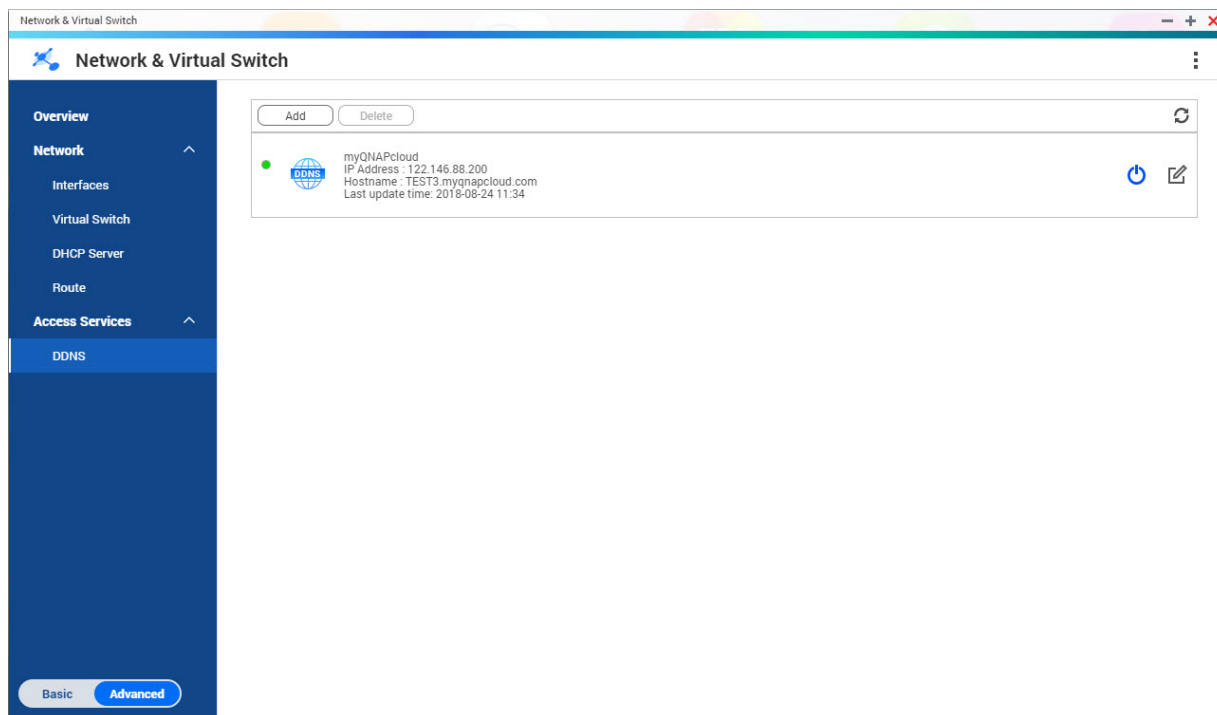 Network & Virtual Switch
Network & Virtual Switch
Overview
Network
Interfaces
Virtual Switch
DHCP Server
Route
Access Services
DDNS
Basic Advanced
Add Delete
DDNS
myQNAPcloud
IP Address : 122.146.88.200
Hostname : TEST3.myqnapcloud.com
Last update time: 2018-08-24 11:34